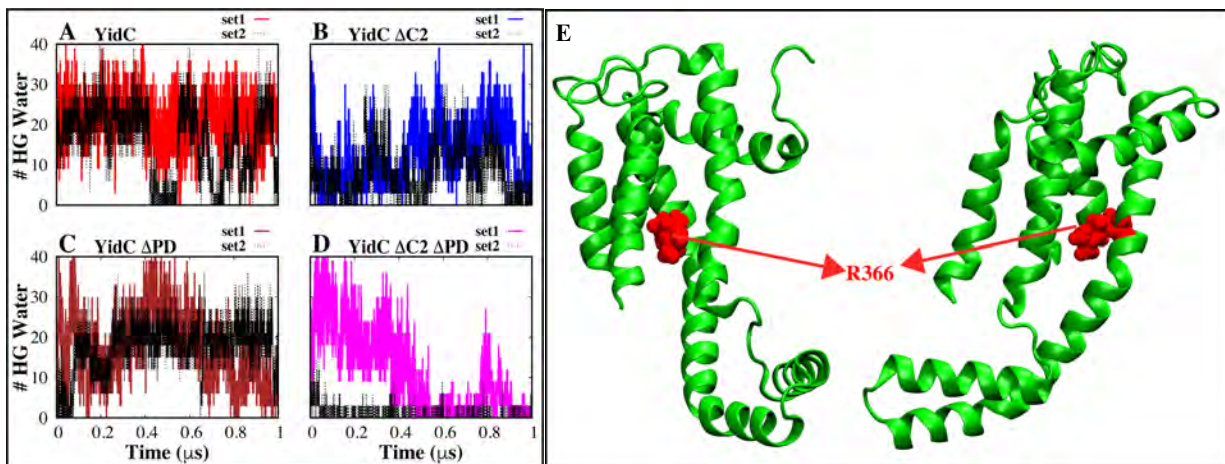 A YidC set1 set2
B YidC ΔC2 set1 set2
# HG Water
40
30
20
10
0
C YidC ΔPD set1 set2
D YidC ΔC2 ΔPD set1 set2
# HG Water
40
30
20
10
0
0 0.2 0.4 0.6 0.8 1
0 0.2 0.4 0.6 0.8 1
Time (μs)
Time (μs)
E
R366